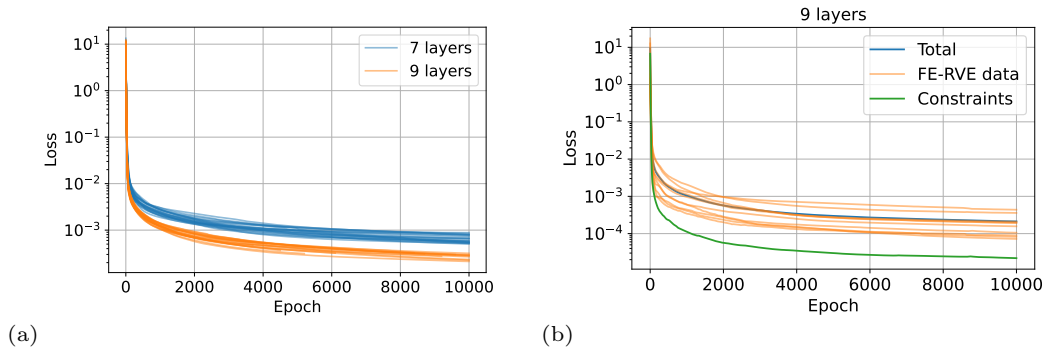 10¹
10⁰
10⁻¹
10⁻²
10⁻³
Loss
0 2000 4000 6000 8000 10000
Epoch
7 layers
9 layers
(a)
9 layers
10¹
10⁰
10⁻¹
10⁻²
10⁻³
10⁻⁴
Loss
0 2000 4000 6000 8000 10000
Epoch
Total
FE-RVE data
Constraints
(b)